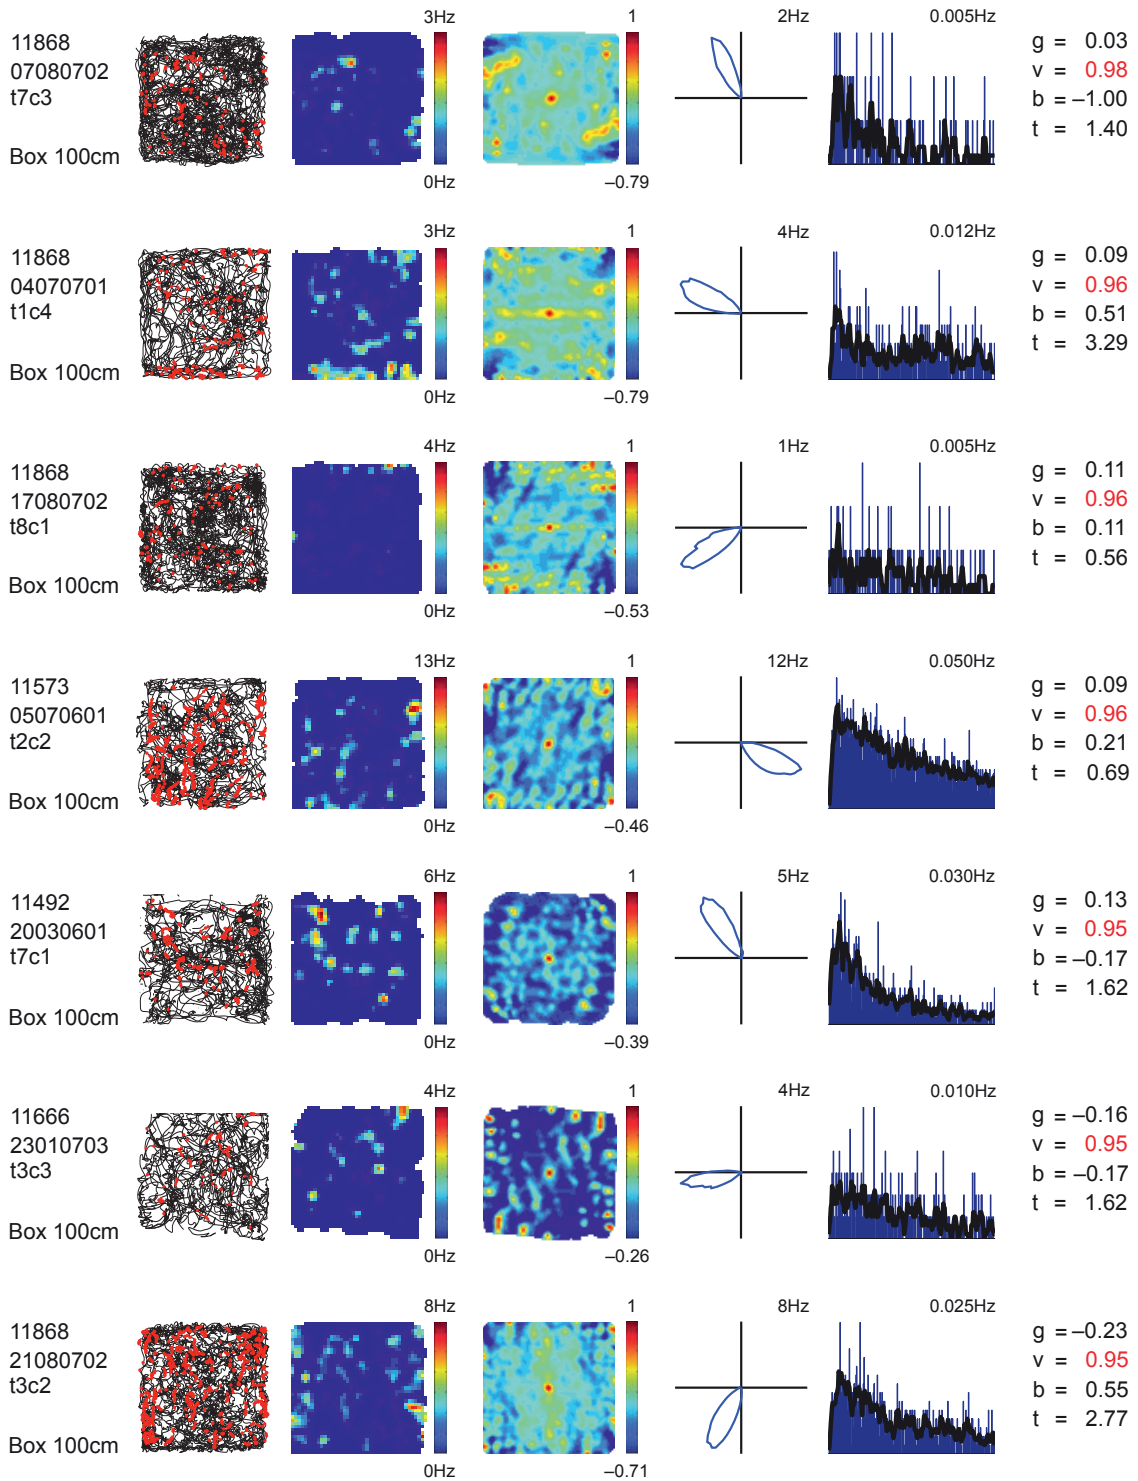 3Hz 1 2Hz 0.005Hz
11868
07080702
t7c3
Box 100cm
0Hz –0.79
g = 0.03
v = 0.98
b = –1.00
t = 1.40
3Hz 1 4Hz 0.012Hz
11868
04070701
t1c4
Box 100cm
0Hz –0.79
g = 0.09
v = 0.96
b = 0.51
t = 3.29
4Hz 1 1Hz 0.005Hz
11868
17080702
t8c1
Box 100cm
0Hz –0.53
g = 0.11
v = 0.96
b = 0.11
t = 0.56
13Hz 1 12Hz 0.050Hz
11573
05070601
t2c2
Box 100cm
0Hz –0.46
g = 0.09
v = 0.96
b = 0.21
t = 0.69
6Hz 1 5Hz 0.030Hz
11492
20030601
t7c1
Box 100cm
0Hz –0.39
g = 0.13
v = 0.95
b = –0.17
t = 1.62
4Hz 1 4Hz 0.010Hz
11666
23010703
t3c3
Box 100cm
0Hz –0.26
g = –0.16
v = 0.95
b = –0.17
t = 1.62
8Hz 1 8Hz 0.025Hz
11868
21080702
t3c2
Box 100cm
0Hz –0.71
g = –0.23
v = 0.95
b = 0.55
t = 2.77